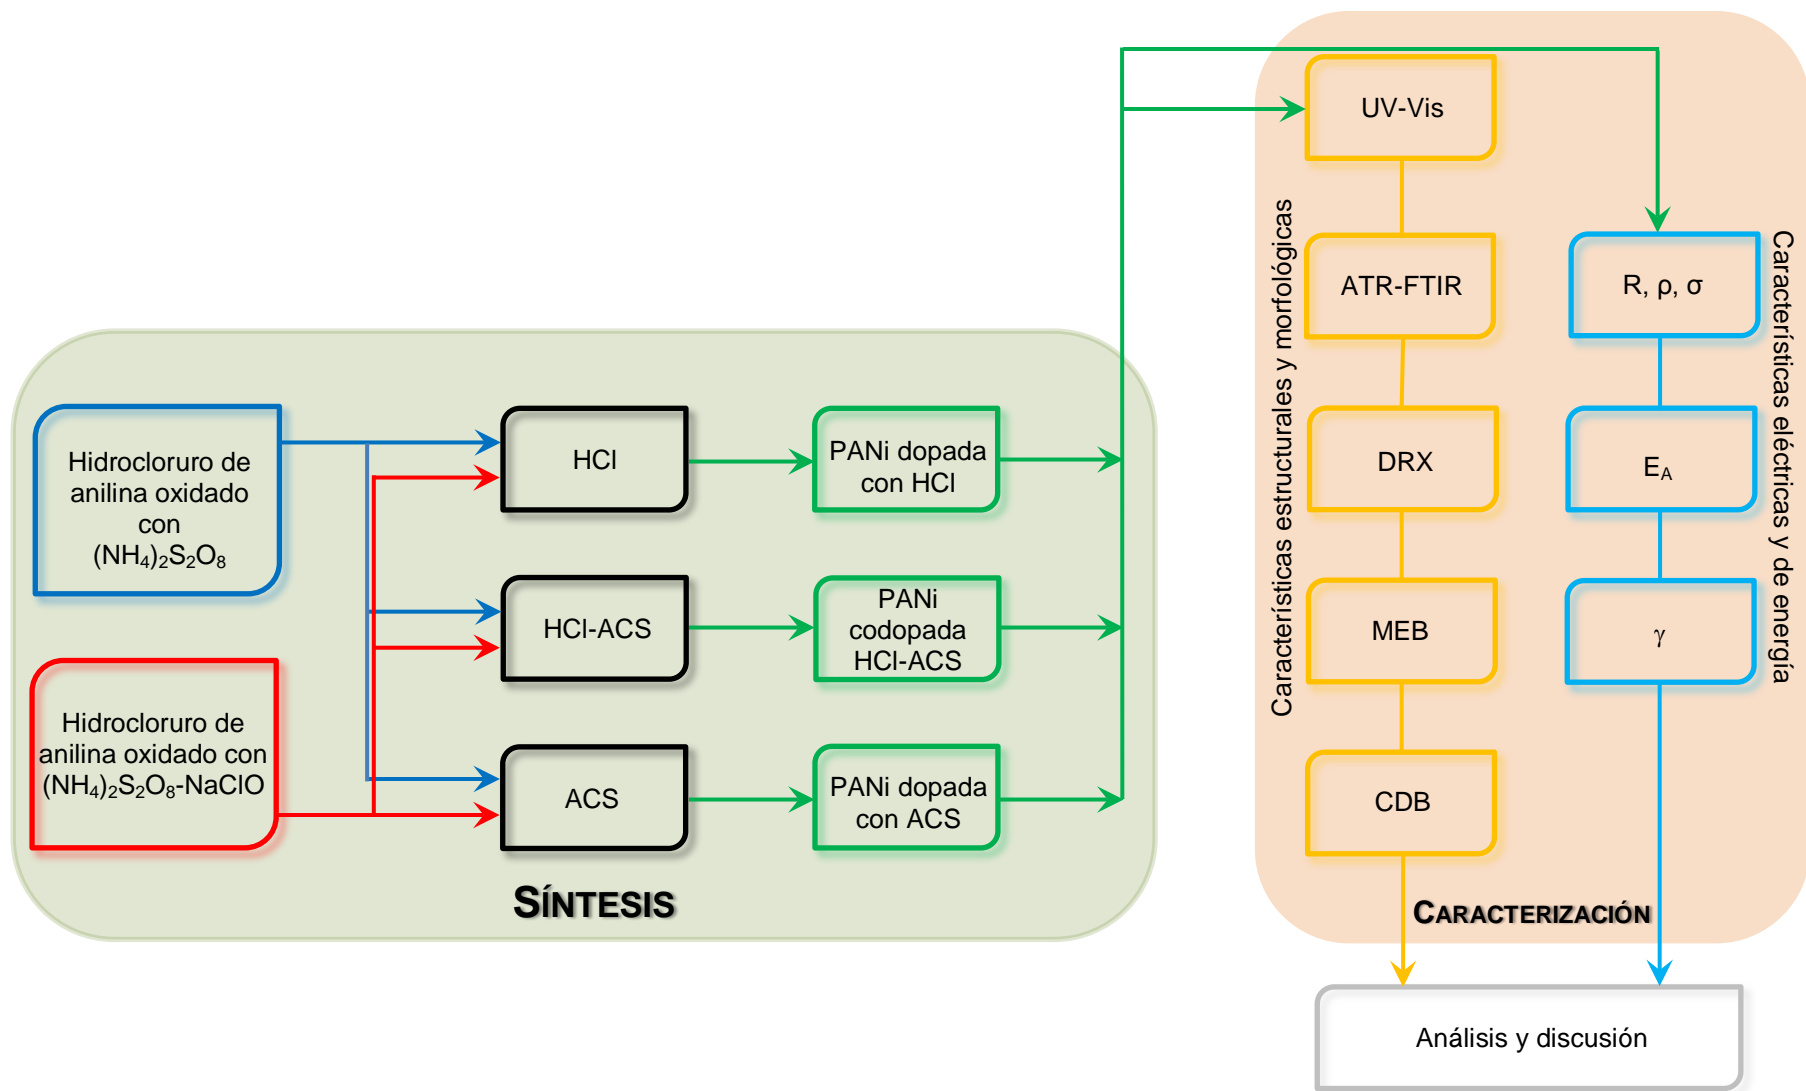 Hidrocloruro de
anilina oxidado
con
(NH₄)₂S₂O₈
Hidrocloruro de
anilina oxidado con
(NH₄)₂S₂O₈-NaClO
HCl
HCl-ACS
ACS
PANi dopada
con HCl
PANi
codopada
HCl-ACS
PANi dopada
con ACS
SÍNTESIS
Características estructurales y morfológicas
UV-Vis
ATR-FTIR
DRX
MEB
CDB
R, ρ, σ
E_A
γ
Características eléctricas y de energía
CARACTERIZACIÓN
Análisis y discusión